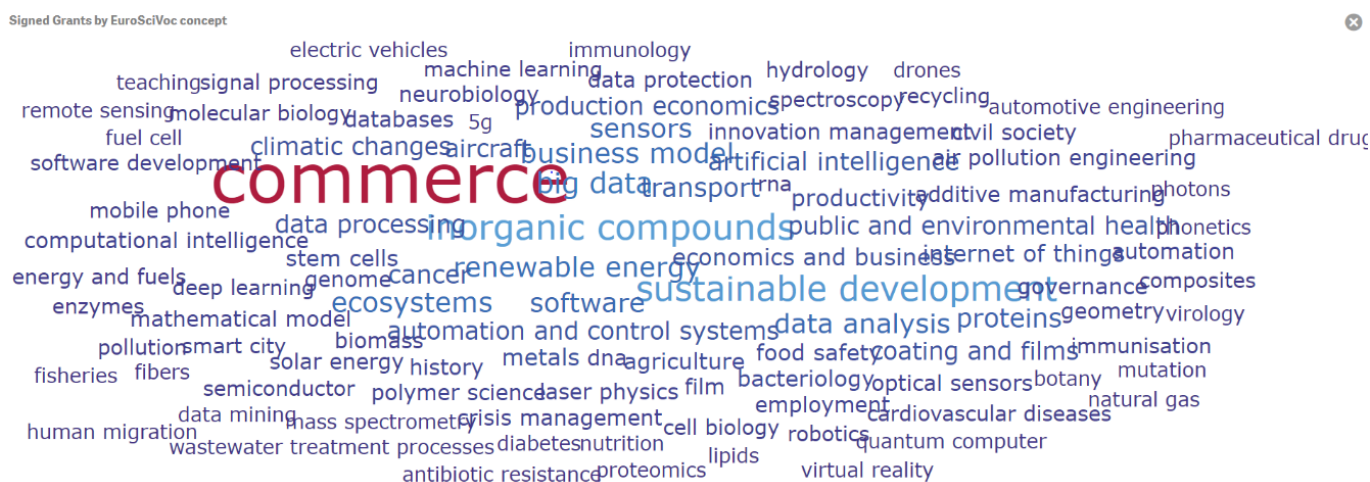 Signed Grants by EuroSciVoc concept
electric vehicles immunology
teaching signal processing machine learning data protection hydrology drones
remote sensing molecular biology databases neurobiology 5g production economics spectroscopy recycling automotive engineering
fuel cell climatic changes aircraft sensors innovation management civil society pharmaceutical drug
software development commerce business model big data transport artificial intelligence rna air pollution engineering
mobile phone productivity additive manufacturing photons
computational intelligence data processing inorganic compounds public and environmental health phonetics
energy and fuels stem cells genome cancer renewable energy economics and business internet of things automation
enzymes deep learning ecosystems software sustainable development governance composites
mathematical model biomass automation and control systems data analysis proteins geometry virology
pollution smart city solar energy history metals dna agriculture food safety coating and films immunisation
fisheries fibers semiconductor polymer science laser physics film bacteriology optical sensors botany mutation
human migration data mining mass spectrometry crisis management cell biology employment cardiovascular diseases natural gas
wastewater treatment processes diabetes nutrition lipids robotics quantum computer
antibiotic resistance proteomics virtual reality